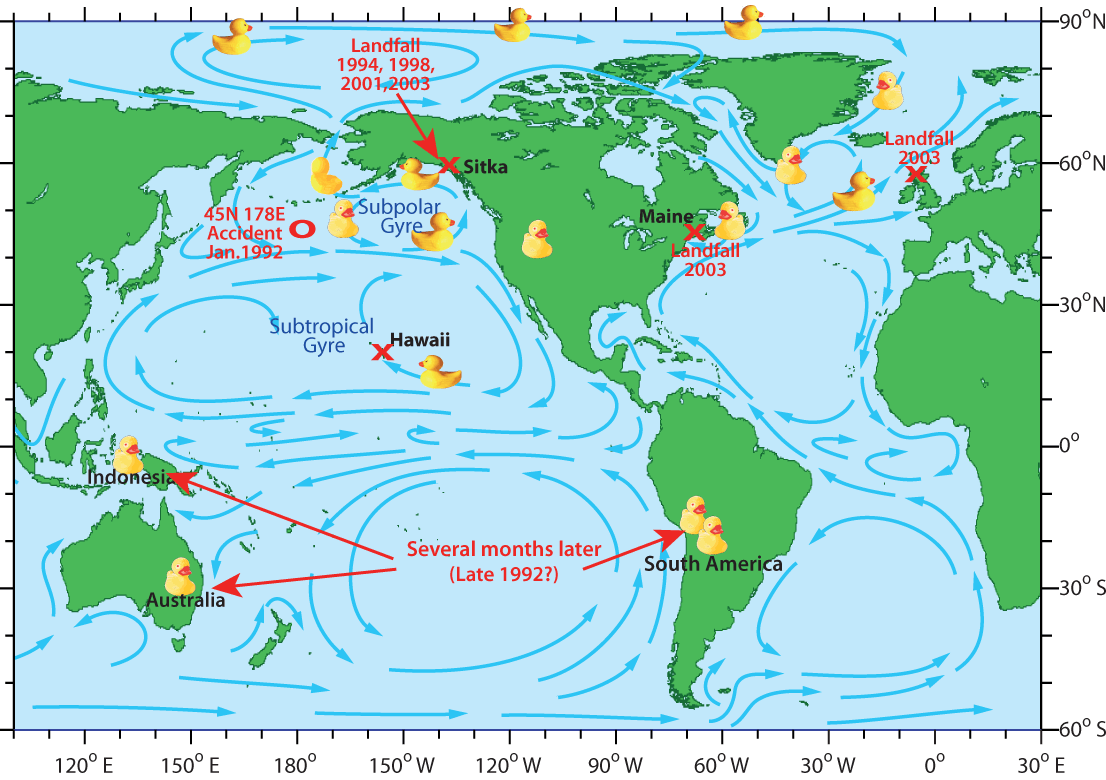 90° N
Landfall
1994, 1998,
2001,2003
Sitka
Landfall
2003
60° N
45N 178E
Accident
Jan.1992
Subpolar
Gyre
Maine
Landfall
2003
30° N
Subtropical
Gyre
Hawaii
0°
Indonesia
Several months later
(Late 1992?)
South America
Australia
30° S
60° S
120° E
150° E
180°
150° W
120° W
90° W
60° W
30° W
0°
30° E